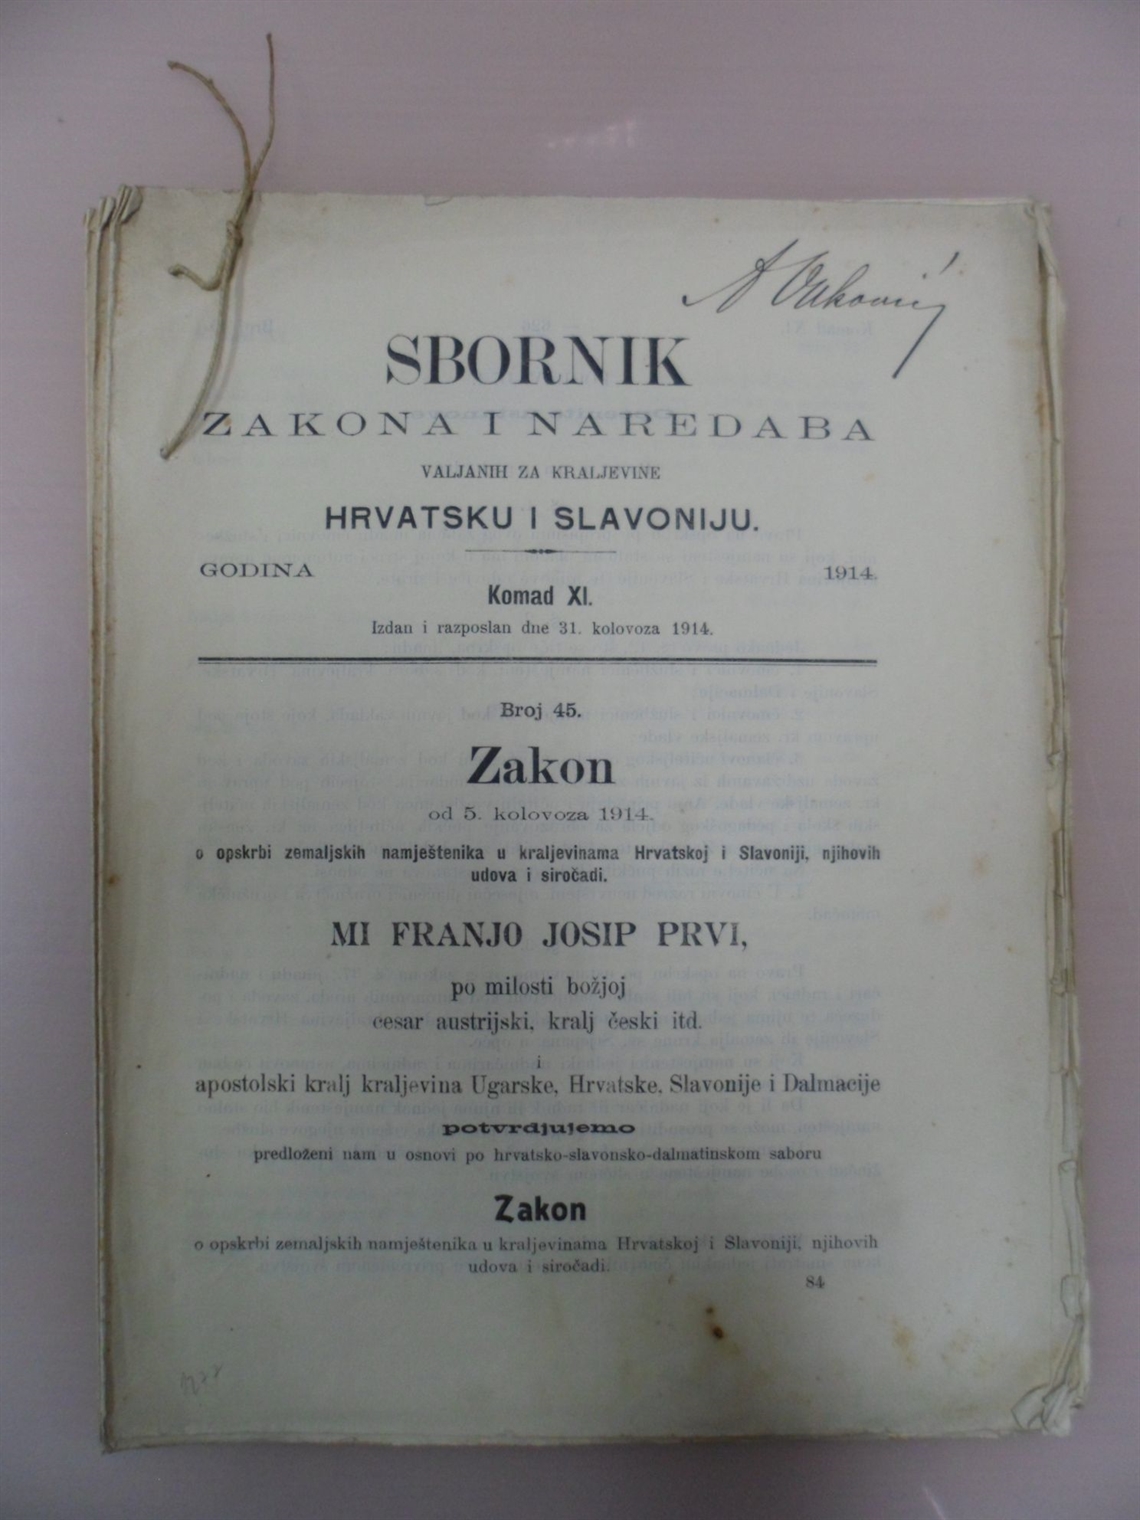 A Vuković
SBORNIK
ZAKONA I NAREDABA
VALJANIH ZA KRALJEVINE
HRVATSKU I SLAVONIJU.
GODINA 1914.
Komad XI.
Izdan i razposlan dne 31. kolovoza 1914.
Broj 45.
Zakon
od 5. kolovoza 1914.
o opskrbi zemaljskih namještenika u kraljevinama Hrvatskoj i Slavoniji, njihovih
udova i siročadi.
MI FRANJO JOSIP PRVI,
po milosti božjoj
cesar austrijski, kralj češki itd.
i
apostolski kralj kraljevina Ugarske, Hrvatske, Slavonije i Dalmacije
potvrdjujemo
predloženi nam u osnovi po hrvatsko-slavonsko-dalmatinskom saboru
Zakon
o opskrbi zemaljskih namještenika u kraljevinama Hrvatskoj i Slavoniji, njihovih
udova i siročadi.
84